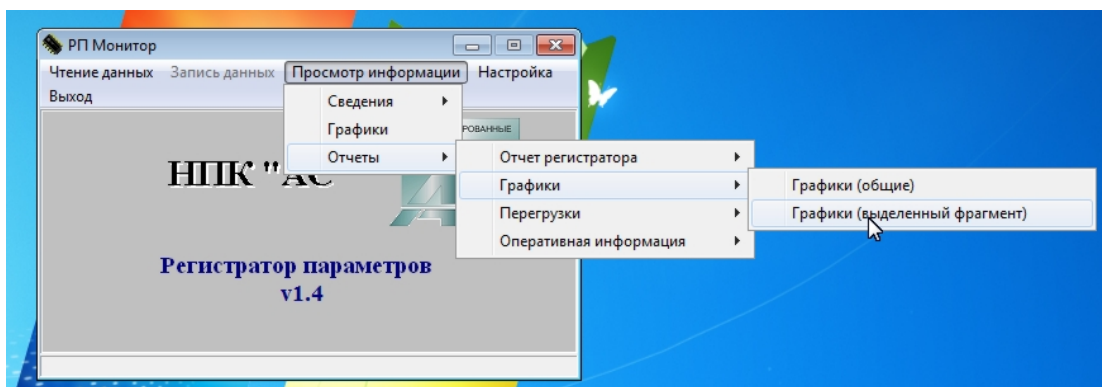 РП Монитор
Чтение данных Запись данных Просмотр информации Настройка
Выход
Сведения
Графики
Отчеты
РОВАННЫЕ
НПК "АС
Отчет регистратора
Графики
Перегрузки
Оперативная информация
Графики (общие)
Графики (выделенный фрагмент)
Регистратор параметров
v1.4